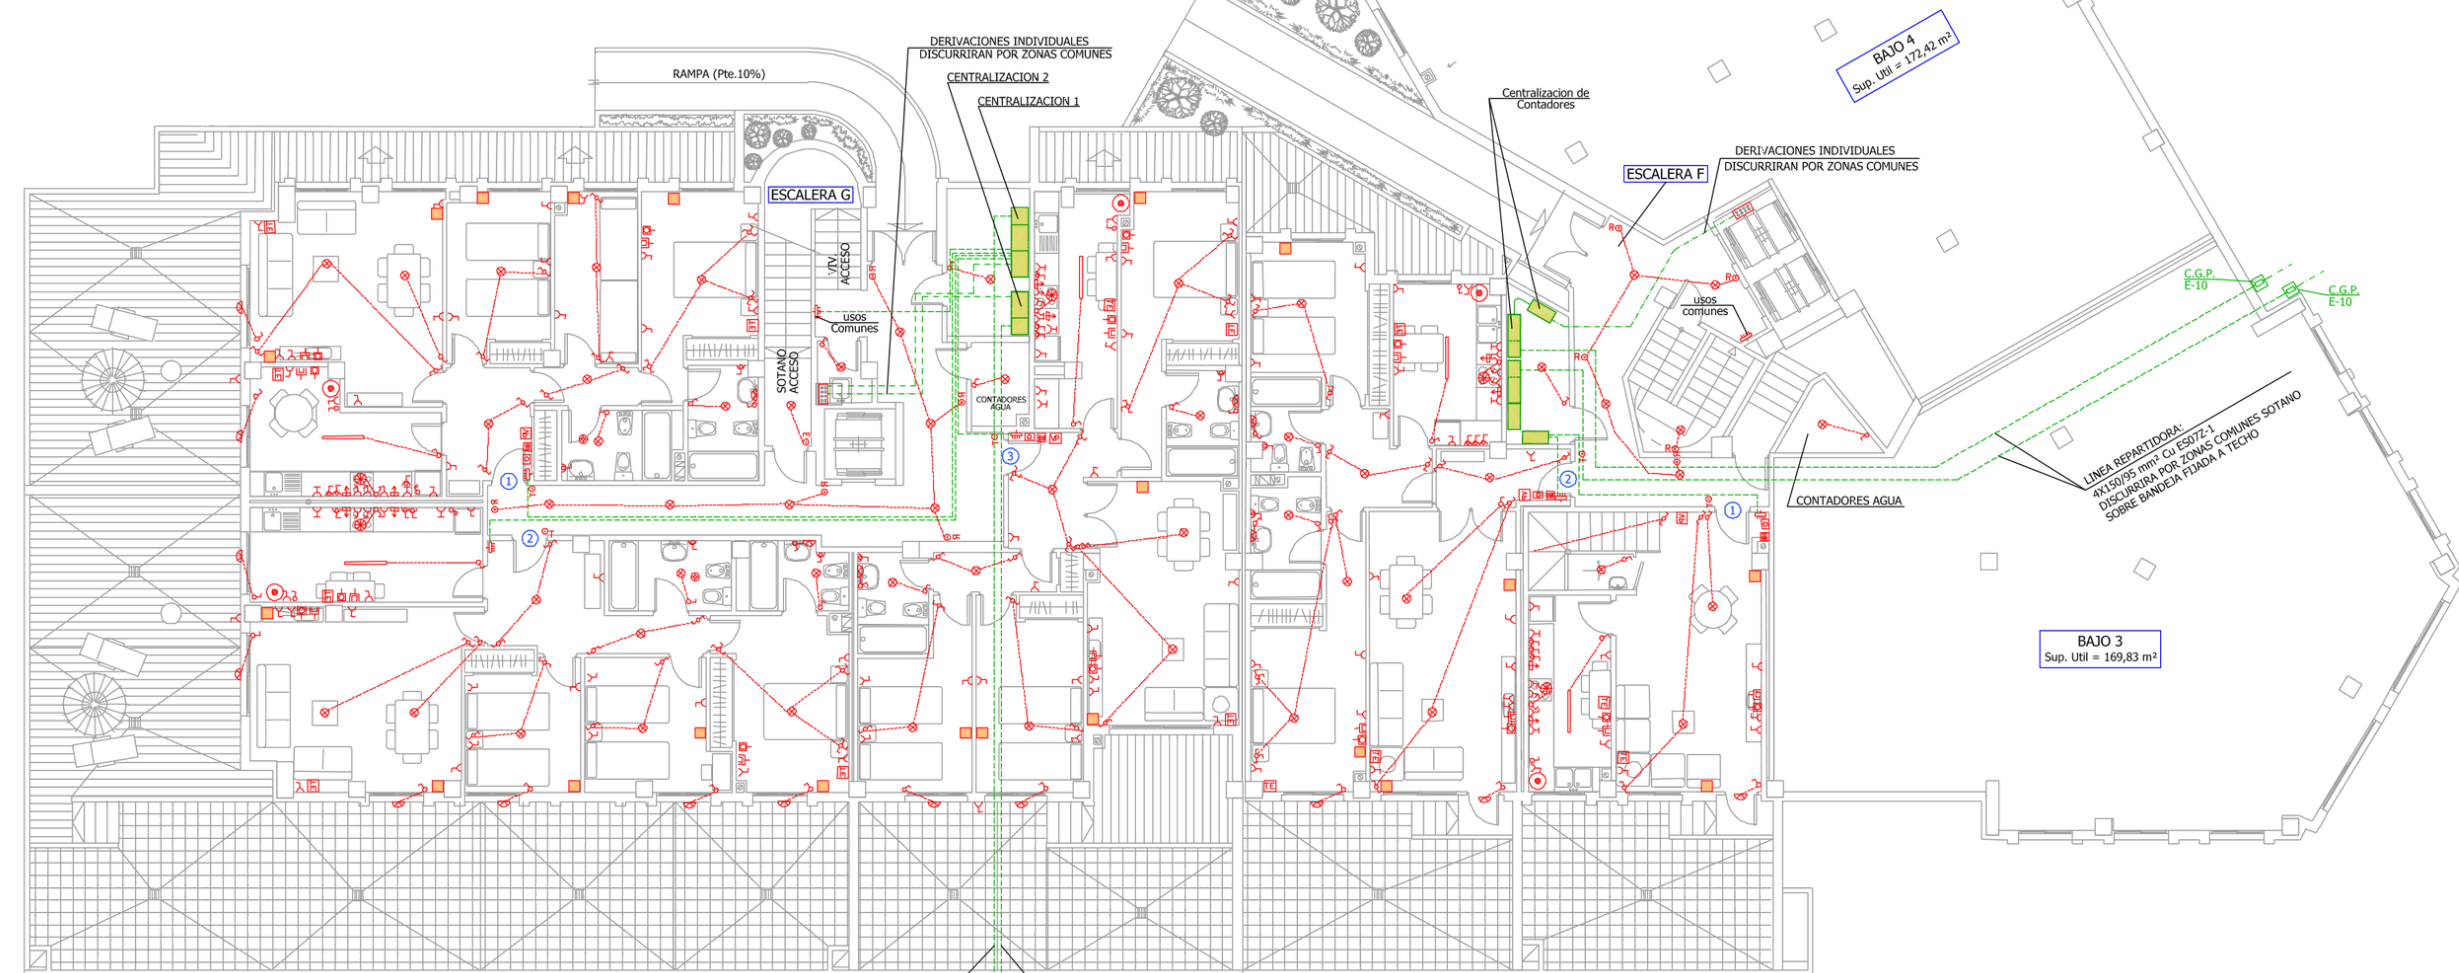 DERIVACIONES INDIVIDUALES
DISCURRIRAN POR ZONAS COMUNES
CENTRALIZACION 2
CENTRALIZACION 1
RAMPA (Pte.10%)
ESCALERA G
VIV.
ACCESO
SOTANO
ACCESO
usos
Comunes
CONTADORES
AGUA
1
2
3
Centralizacion de
Contadores
BAJO 4
Sup. Util = 172,42 m²
DERIVACIONES INDIVIDUALES
DISCURRIRAN POR ZONAS COMUNES
ESCALERA F
usos
comunes
C.G.P.
E-10
C.G.P.
E-10
LINEA REPARTIDORA:
4X150/95 mm² Cu ES07Z-1
DISCURRIRA POR ZONAS COMUNES SOTANO
SOBRE BANDEJA FIJADA A TECHO
CONTADORES AGUA
2
1
BAJO 3
Sup. Util = 169,83 m²
TE